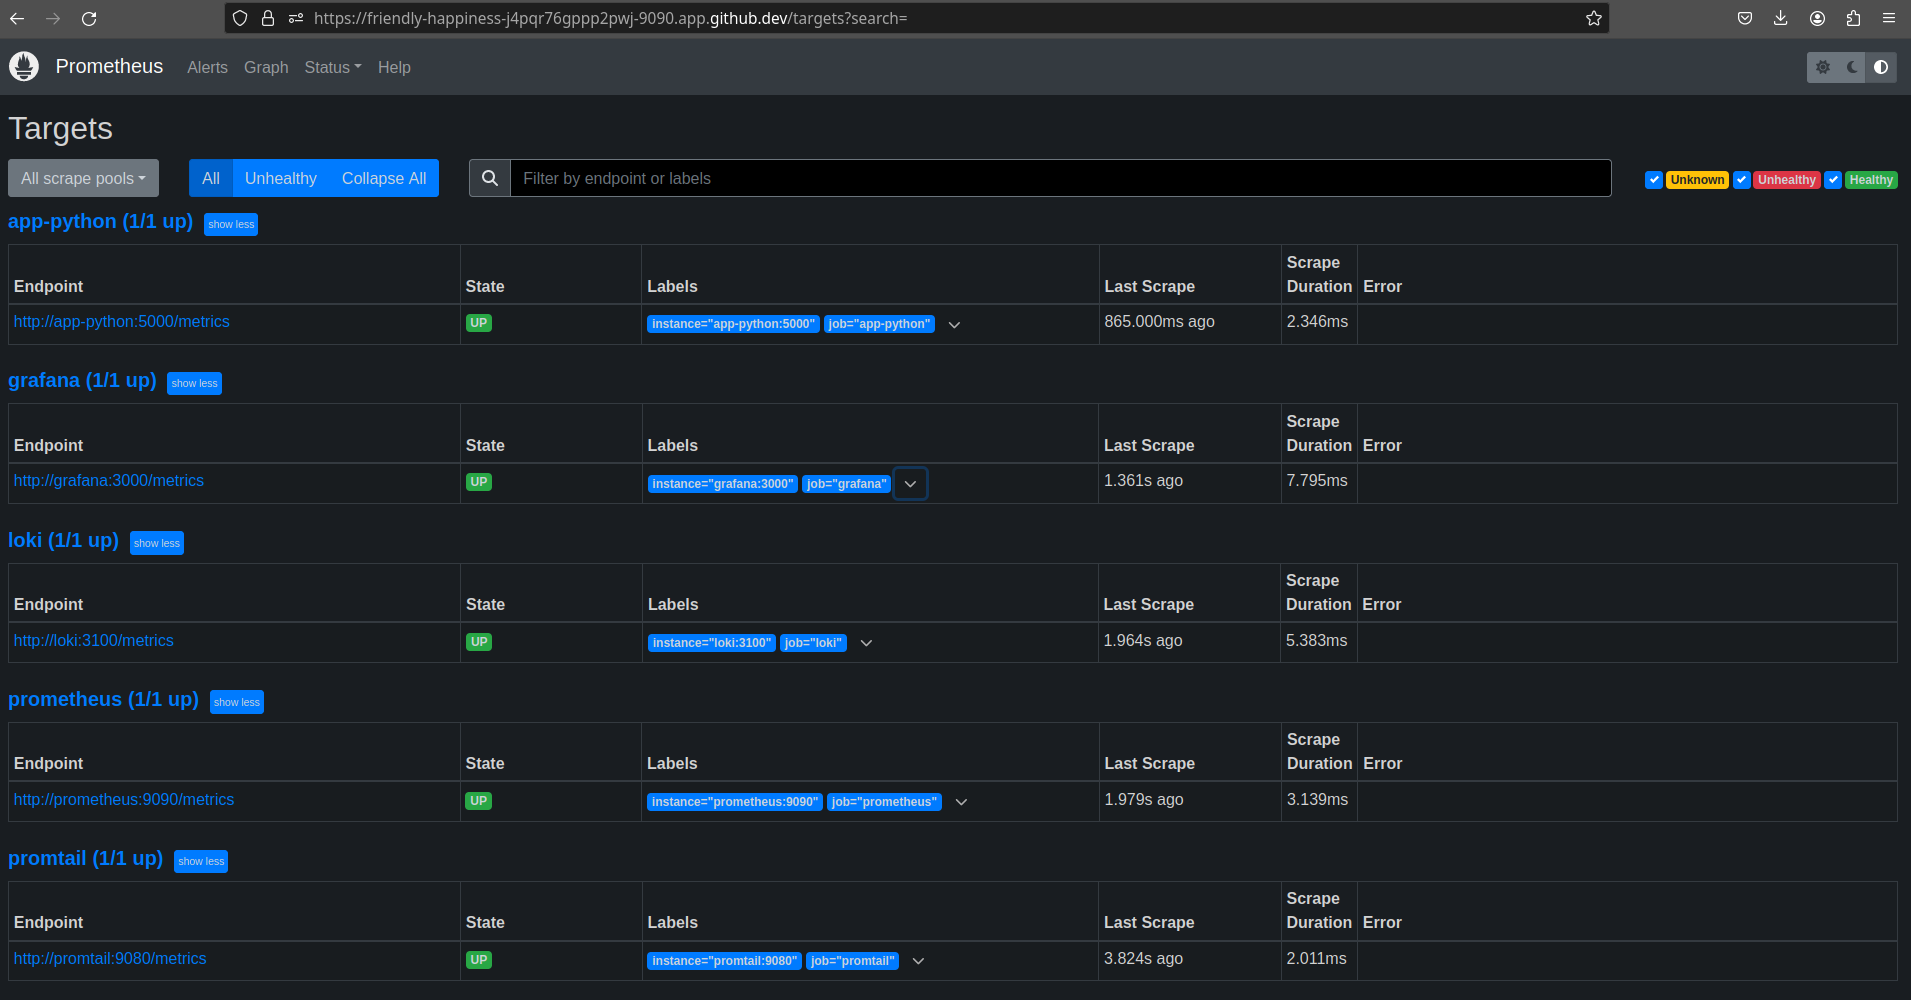 https://friendly-happiness-j4pqr76gppp2pwj-9090.app.github.dev/targets?search=
Prometheus Alerts Graph Status Help
Targets
All scrape pools All Unhealthy Collapse All Filter by endpoint or labels Unknown Unhealthy Healthy
app-python (1/1 up) show less
Endpoint State Labels Last Scrape Scrape Duration Error
http://app-python:5000/metrics UP instance="app-python:5000" job="app-python" 865.000ms ago 2.346ms
grafana (1/1 up) show less
Endpoint State Labels Last Scrape Scrape Duration Error
http://grafana:3000/metrics UP instance="grafana:3000" job="grafana" 1.361s ago 7.795ms
loki (1/1 up) show less
Endpoint State Labels Last Scrape Scrape Duration Error
http://loki:3100/metrics UP instance="loki:3100" job="loki" 1.964s ago 5.383ms
prometheus (1/1 up) show less
Endpoint State Labels Last Scrape Scrape Duration Error
http://prometheus:9090/metrics UP instance="prometheus:9090" job="prometheus" 1.979s ago 3.139ms
promtail (1/1 up) show less
Endpoint State Labels Last Scrape Scrape Duration Error
http://promtail:9080/metrics UP instance="promtail:9080" job="promtail" 3.824s ago 2.011ms